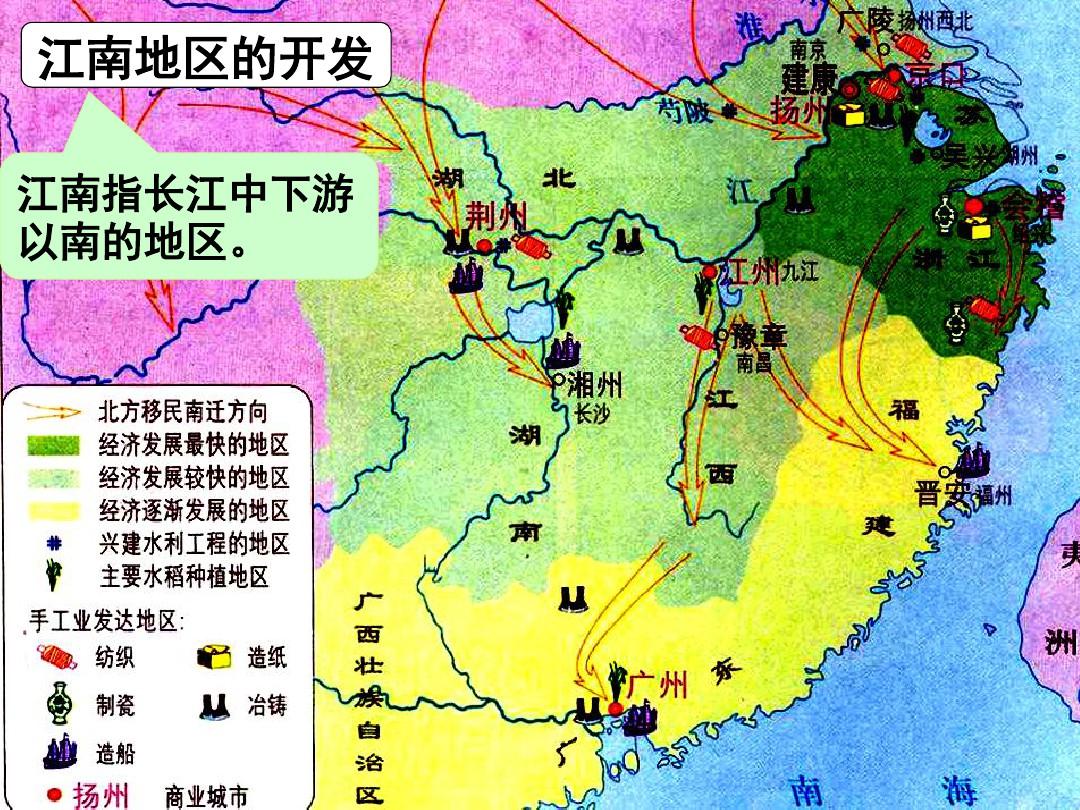 江南地区的开发
江南指长江中下游
以南的地区。
淮
广陵 扬州西北
南京
建康
京口
扬州
芍陂
苏
吴兴 湖州
湖 北
江
荆州
会稽
浙 江
江州 九江
豫章
南昌
湘州
长沙
江
西
福
建
湖
南
晋安 福州
夷
洲
广
西
壮
族
自
治
区
广州
东
广
南 海
北方移民南迁方向
经济发展最快的地区
经济发展较快的地区
经济逐渐发展的地区
兴建水利工程的地区
主要水稻种植地区
手工业发达地区:
纺织 造纸
制瓷 冶铸
造船
扬州 商业城市